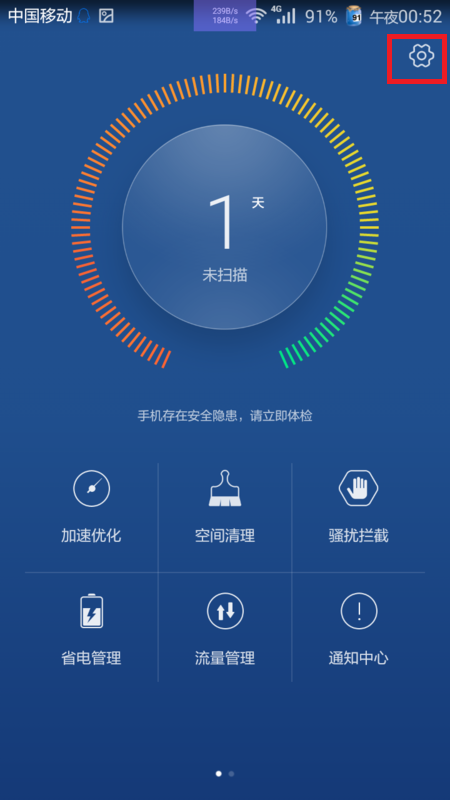 中国移动 239B/s 184B/s 4G 91% 91 午夜00:52
1 天
未扫描
手机存在安全隐患，请立即体检
加速优化 空间清理 骚扰拦截
省电管理 流量管理 通知中心